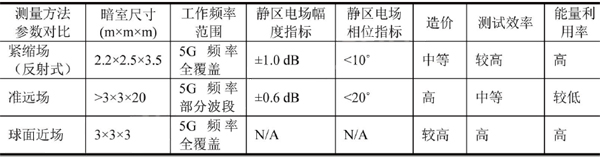 测量方法参数对比 暗室尺寸(m×m×m) 工作频率范围 静区电场幅度指标 静区电场相位指标 造价 测试效率 能量利用率
紧缩场(反射式) 2.2×2.5×3.5 5G 频率全覆盖 ±1.0 dB <10° 中等 较高 高
准远场 >3×3×20 5G 频率部分波段 ±0.6 dB <20° 高 中等 较低
球面近场 3×3×3 5G 频率全覆盖 N/A N/A 较高 高 高